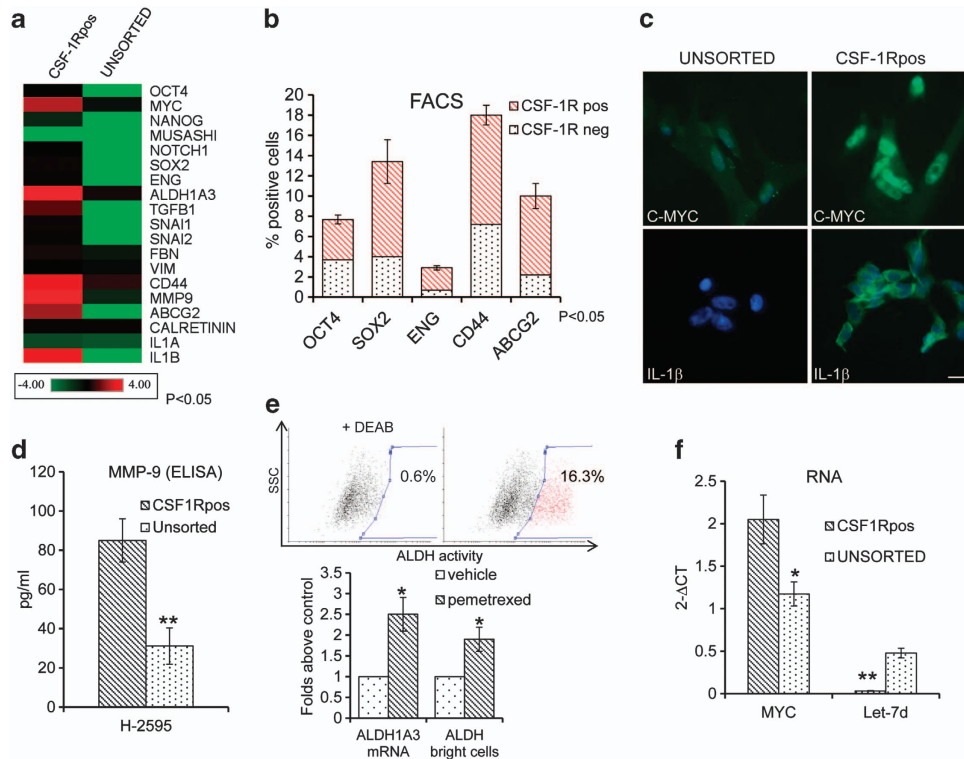 a
CSF-1Rpos
UNSORTED
OCT4
MYC
NANOG
MUSASHI
NOTCH1
SOX2
ENG
ALDH1A3
TGFB1
SNAI1
SNAI2
FBN
VIM
CD44
MMP9
ABCG2
CALRETININ
IL1A
IL1B
-4.00
4.00
P<0.05
b
FACS
CSF-1R pos
CSF-1R neg
% positive cells
20
18
16
14
12
10
8
6
4
2
0
OCT4
SOX2
ENG
CD44
ABCG2
P<0.05
c
UNSORTED
CSF-1Rpos
C-MYC
C-MYC
IL-1β
IL-1β
d
MMP-9 (ELISA)
CSF1Rpos
Unsorted
pg/ml
120
100
80
60
40
20
0
**
H-2595
e
+ DEAB
SSC
0.6%
16.3%
ALDH activity
vehicle
pemetrexed
Folds above control
3.5
3
2.5
2
1.5
1
0.5
0
*
*
ALDH1A3
mRNA
ALDH
bright cells
f
RNA
CSF1Rpos
UNSORTED
2-ΔCT
2.5
2
1.5
1
0.5
0
*
**
MYC
Let-7d